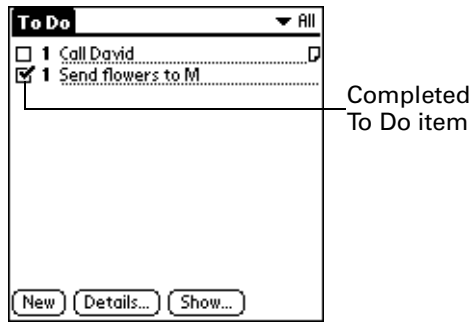 To Do
All
1 Call David
1 Send flowers to M
Completed
To Do item
New Details... Show...